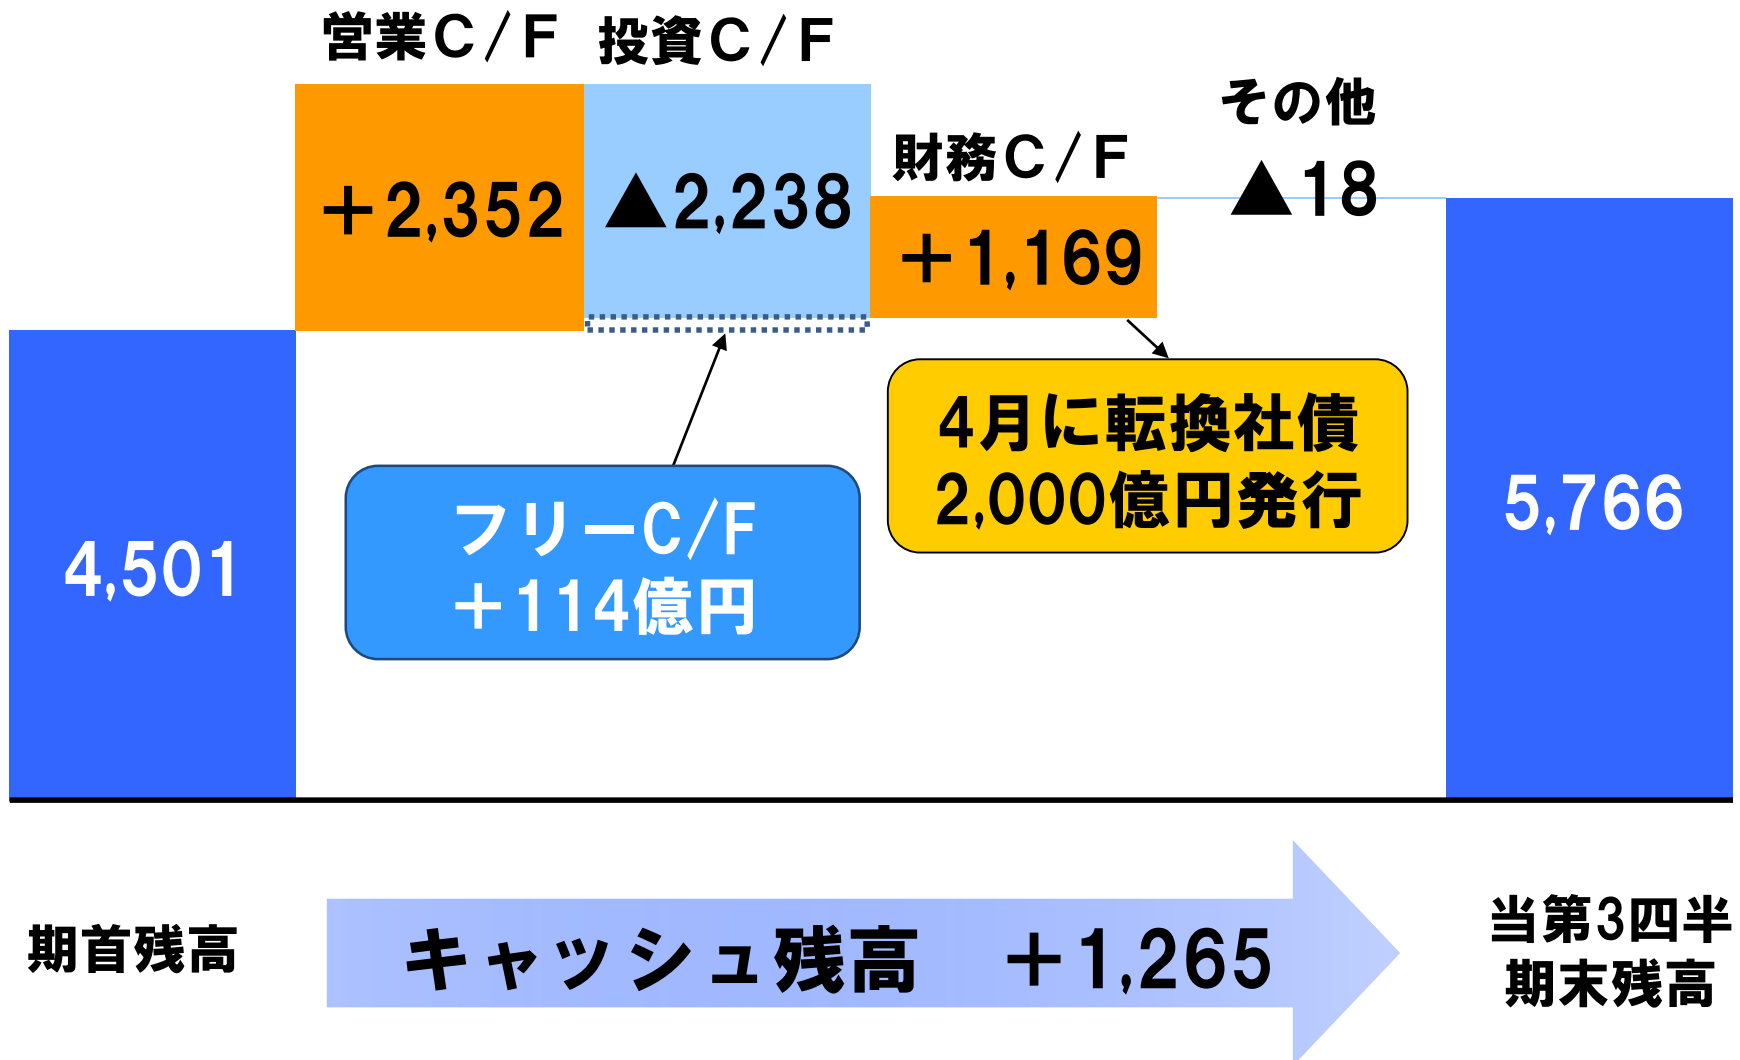 営業C/F
投資C/F
財務C/F
その他
＋2,352
▲2,238
＋1,169
▲18
4,501
フリーC/F
＋114億円
4月に転換社債
2,000億円発行
5,766
期首残高
キャッシュ残高　＋1,265
当第3四半
期末残高